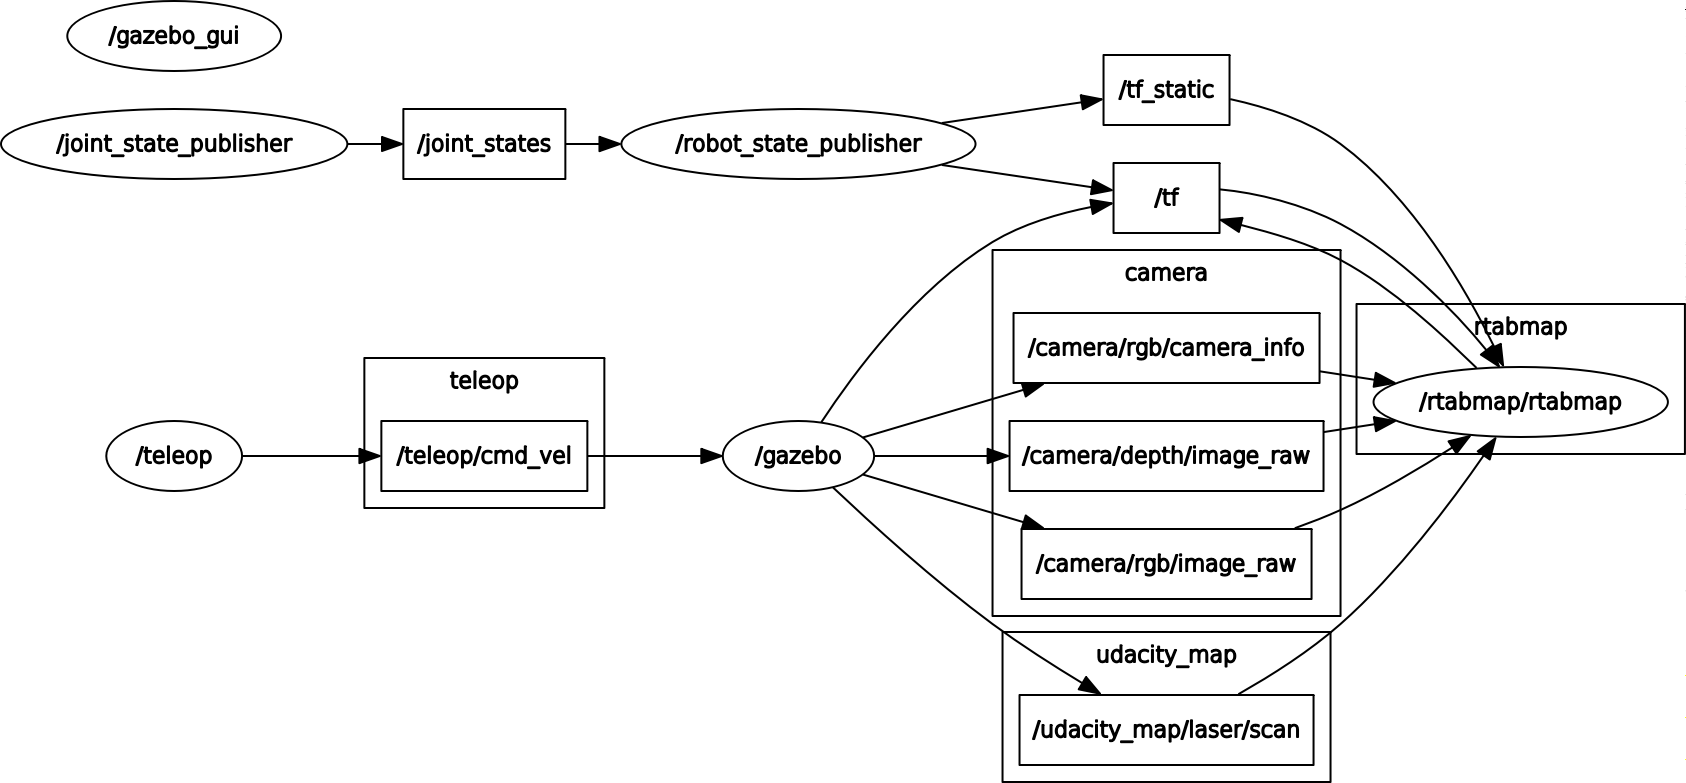 /gazebo_gui
/joint_state_publisher
/joint_states
/robot_state_publisher
/tf_static
/tf
camera
/camera/rgb/camera_info
/camera/depth/image_raw
/camera/rgb/image_raw
rtabmap
/rtabmap/rtabmap
/teleop
teleop
/teleop/cmd_vel
/gazebo
udacity_map
/udacity_map/laser/scan